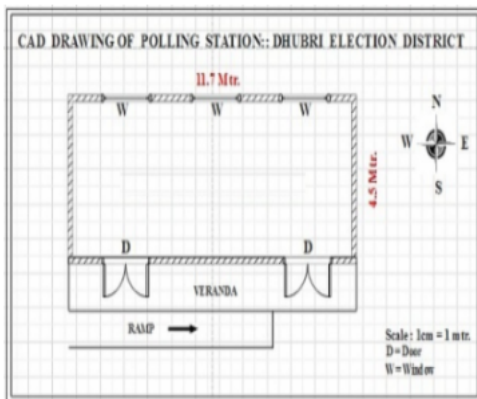 CAD DRAWING OF POLLING STATION:: DHUBRI ELECTION DISTRICT
11.7 Mtr.
W W W
N
W E
S
4.5 Mtr.
D D
VERANDA
RAMP
Scale: 1cm = 1 mtr.
D=Door
W=Window